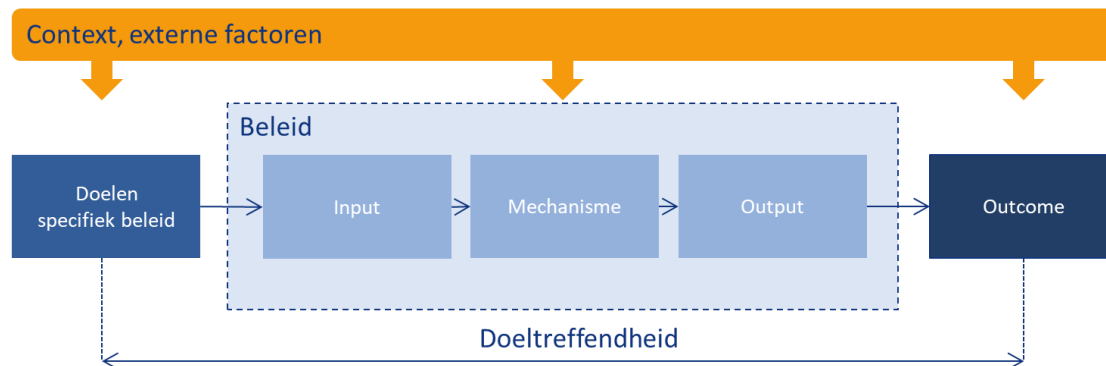 Context, externe factoren
Beleid
Doelen
specifiek beleid
Input
Mechanisme
Output
Outcome
Doeltreffendheid